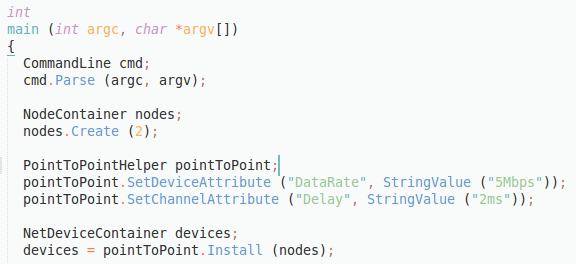 int
main (int argc, char *argv[])
{
  CommandLine cmd;
  cmd.Parse (argc, argv);

  NodeContainer nodes;
  nodes.Create (2);

  PointToPointHelper pointToPoint;
  pointToPoint.SetDeviceAttribute ("DataRate", StringValue ("5Mbps"));
  pointToPoint.SetChannelAttribute ("Delay", StringValue ("2ms"));

  NetDeviceContainer devices;
  devices = pointToPoint.Install (nodes);